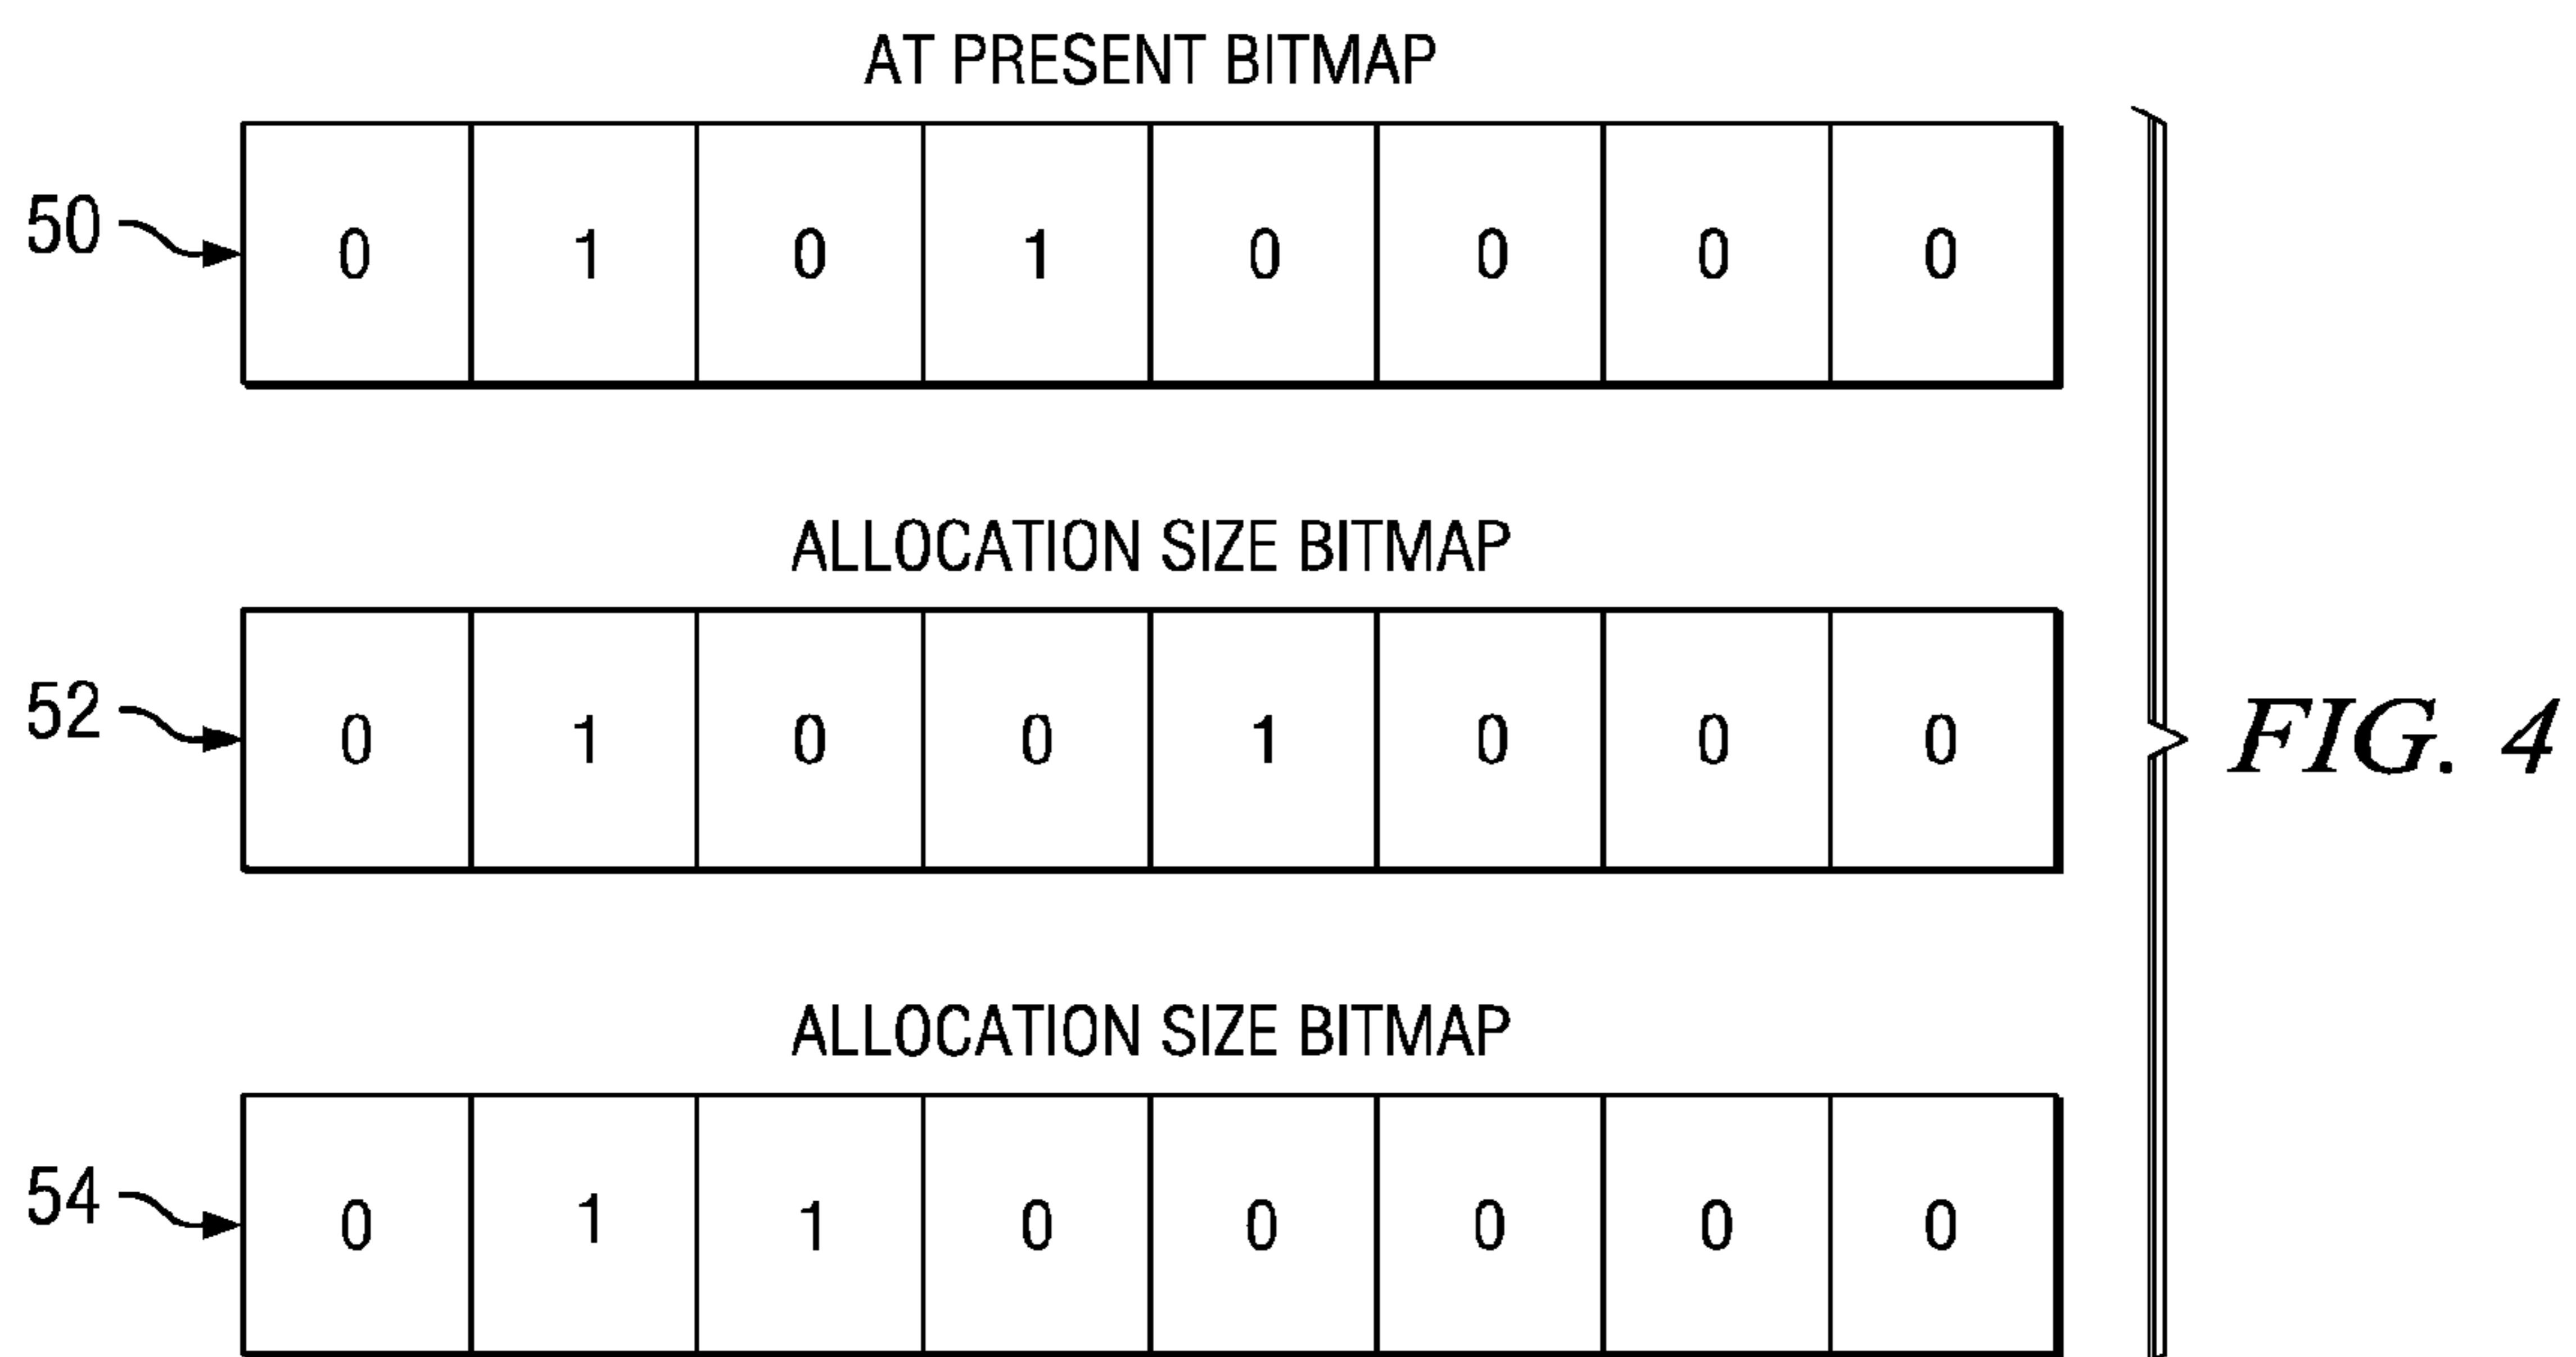 AT PRESENT BITMAP
50 0 1 0 1 0 0 0 0
ALLOCATION SIZE BITMAP
52 0 1 0 0 1 0 0 0
FIG. 4
ALLOCATION SIZE BITMAP
54 0 1 1 0 0 0 0 0